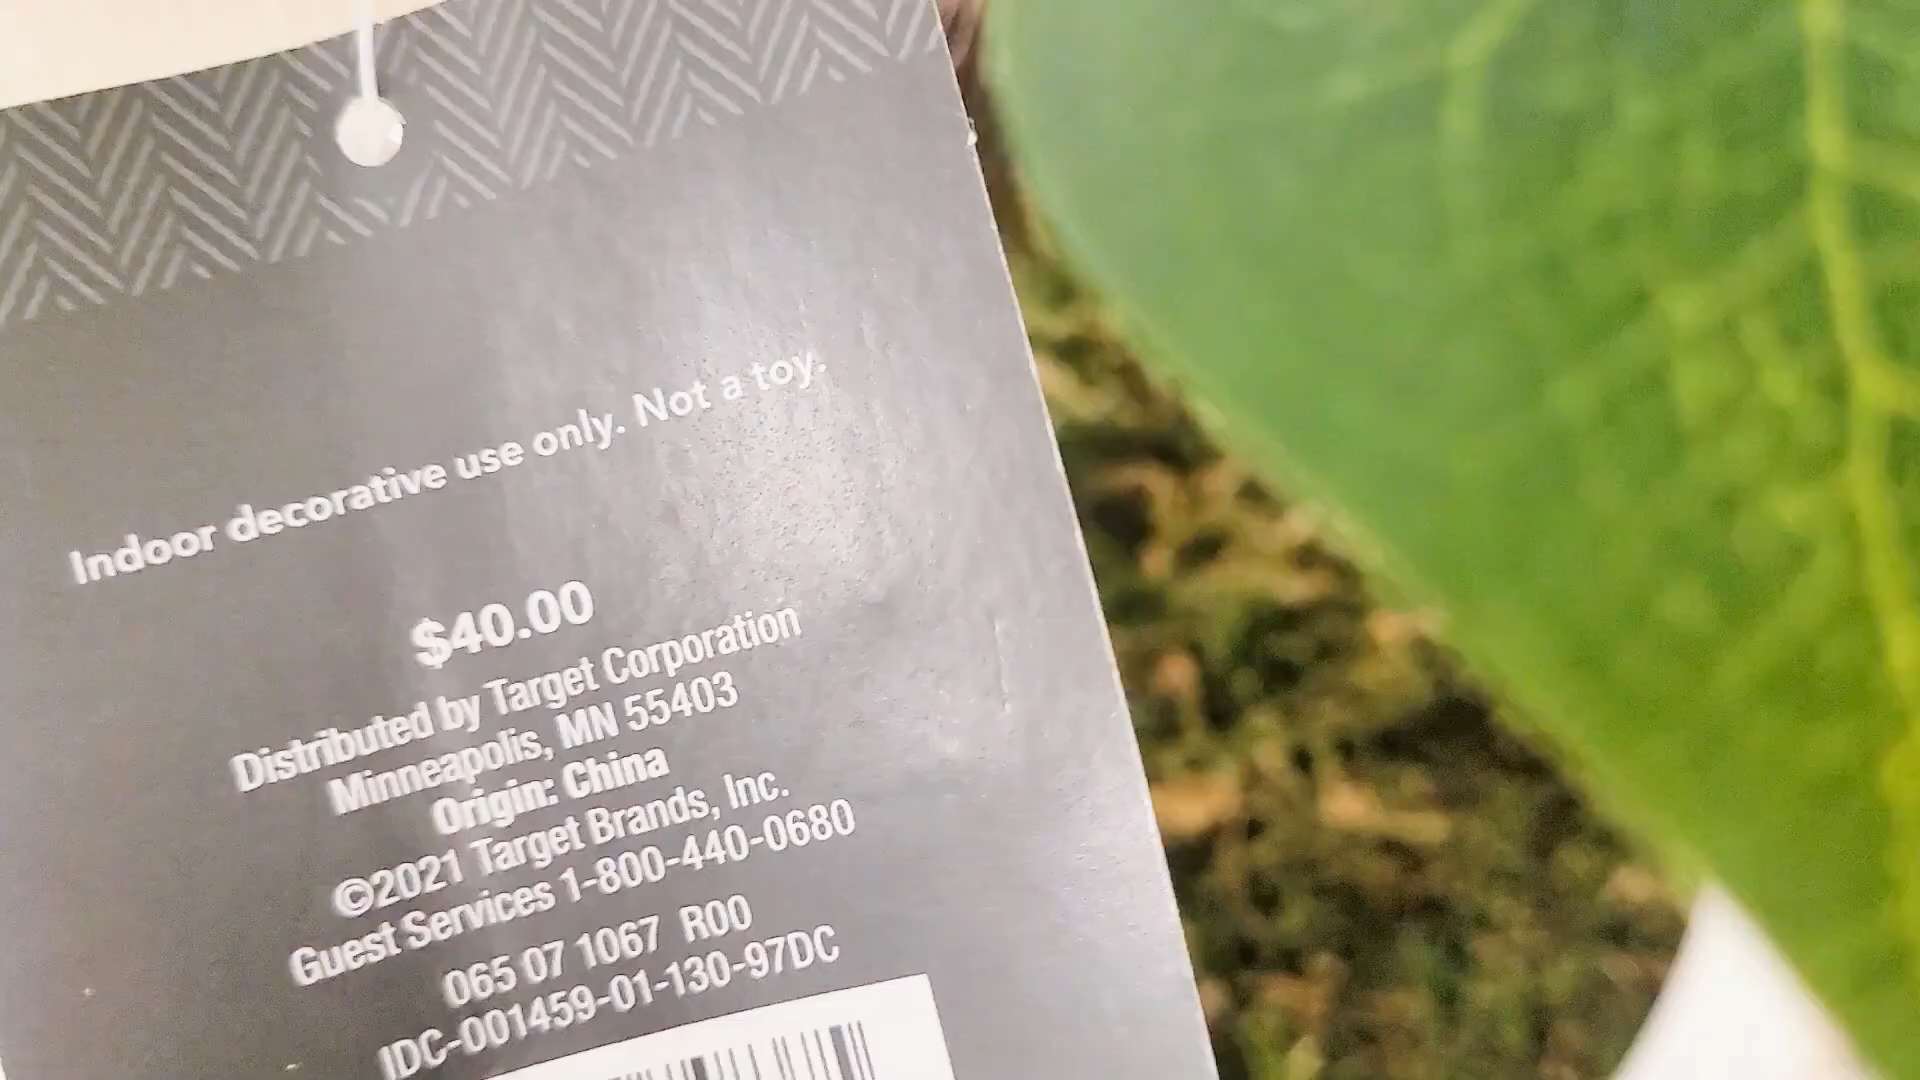 Indoor decorative use only. Not a toy.
$40.00
Distributed by Target Corporation
Minneapolis, MN 55403
Origin: China
©2021 Target Brands, Inc.
Guest Services 1-800-440-0680
065 07 1067 R00
IDC-001459-01-130-97DC